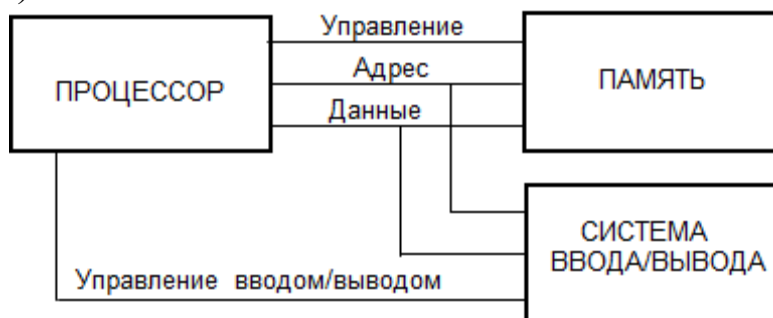 )
Управление
Адрес
Данные
ПРОЦЕССОР
ПАМЯТЬ
СИСТЕМА
ВВОДА/ВЫВОДА
Управление вводом/выводом